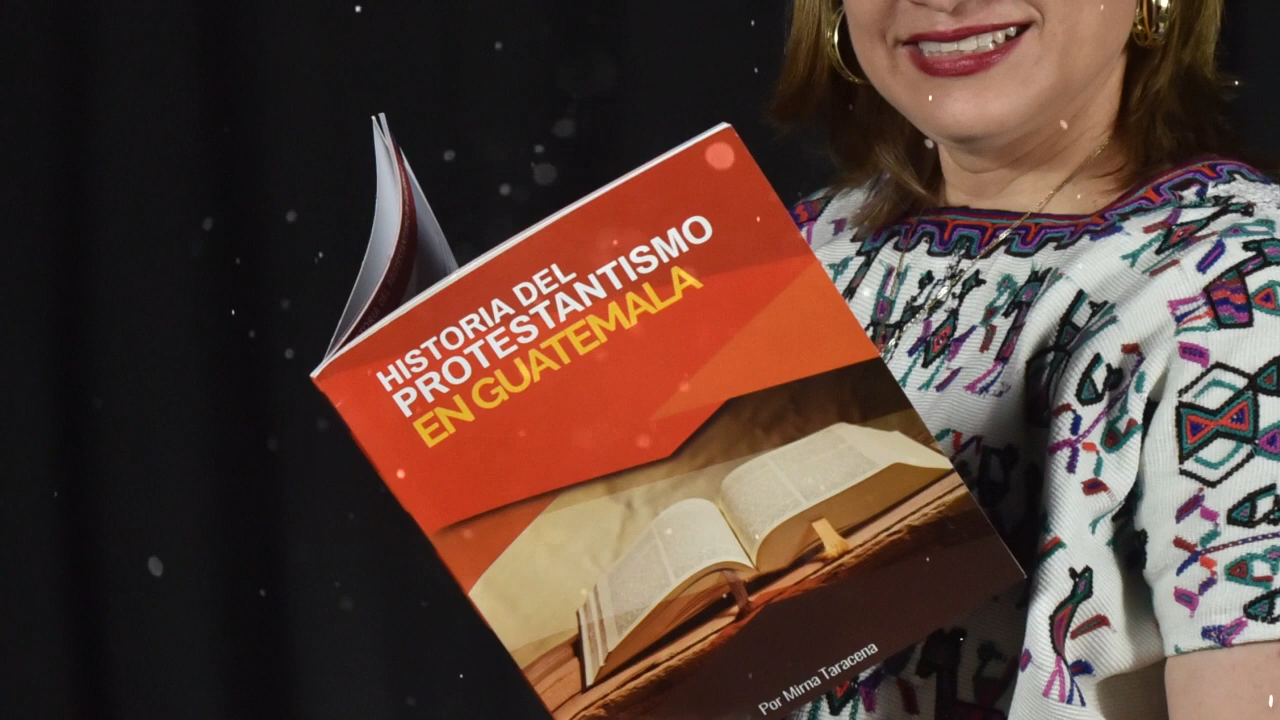 HISTORIA DEL
PROTESTANTISMO
EN GUATEMALA
Por Mirna Taracena